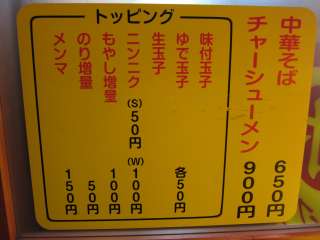 中華そば 650円
チャーシューメン 900円
トッピング
味付玉子
ゆで玉子
生玉子
各50円
ニンニク (S)50円 (W)100円
もやし増量 100円
のり増量 50円
メンマ 150円